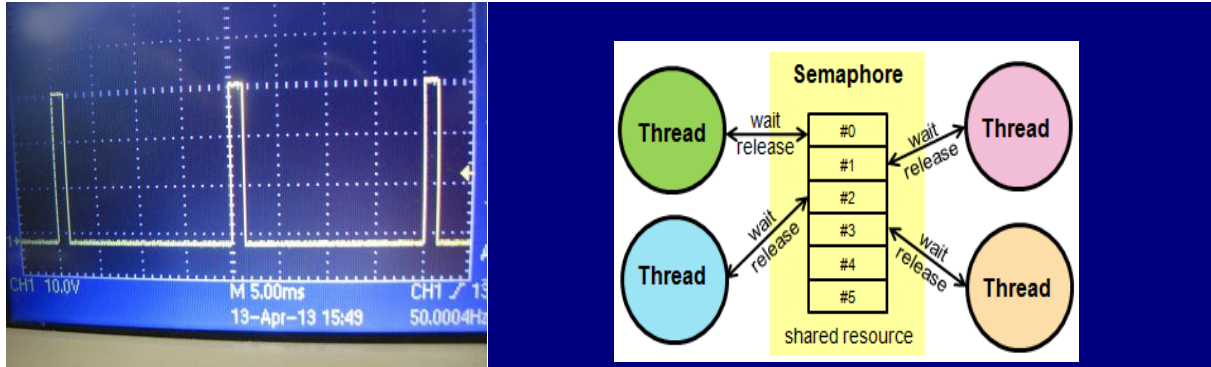 1→
CH1 10.0V
M 5.00ms
CH1
13-Apr-13 15:49
50.0004Hz
Semaphore
Thread
wait
release
#0
#1
#2
#3
#4
#5
wait
release
Thread
Thread
wait
release
wait
release
Thread
shared resource